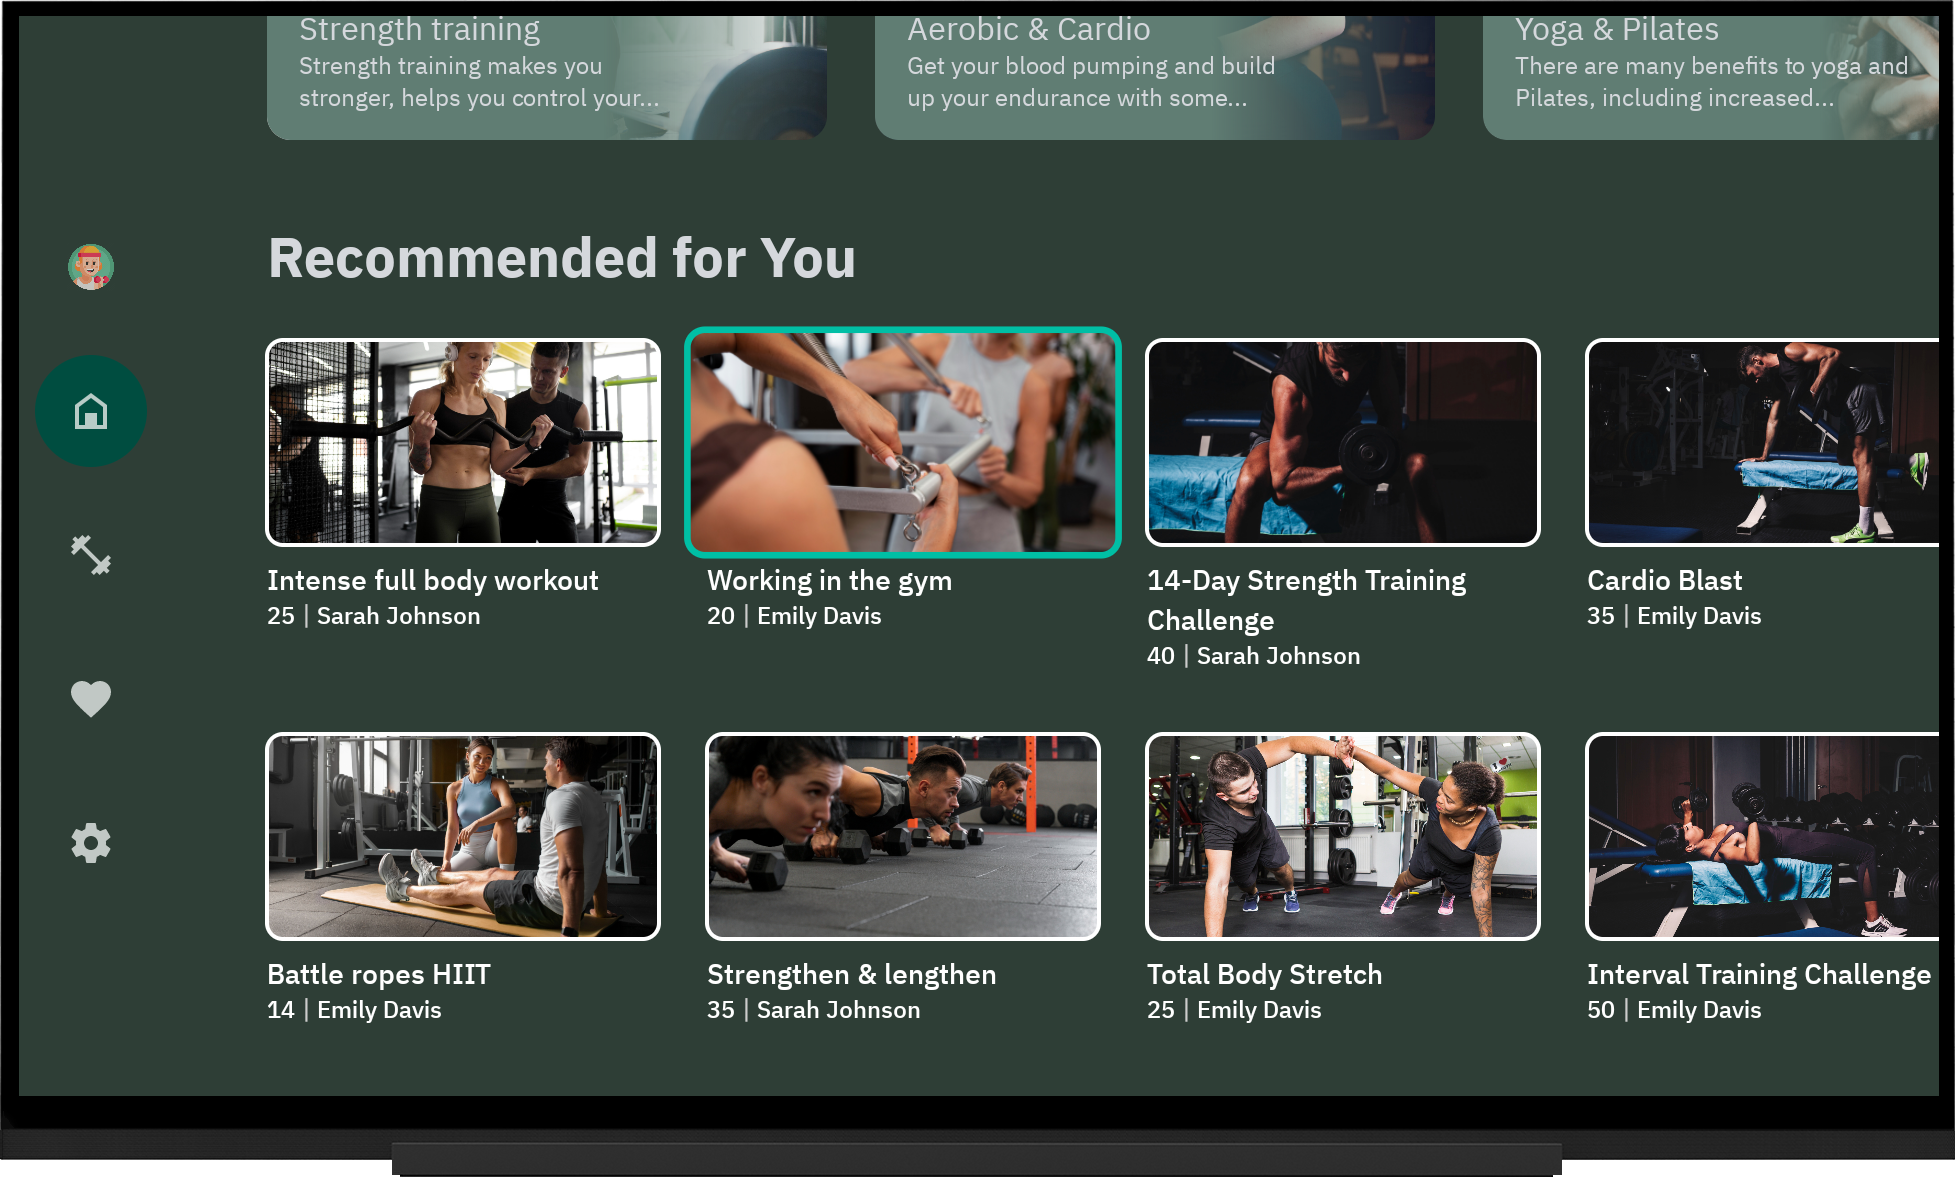 Strength training
Strength training makes you
stronger, helps you control your...
Aerobic & Cardio
Get your blood pumping and build
up your endurance with some...
Yoga & Pilates
There are many benefits to yoga and
Pilates, including increased...
Recommended for You
Intense full body workout
25 | Sarah Johnson
Working in the gym
20 | Emily Davis
14-Day Strength Training
Challenge
40 | Sarah Johnson
Cardio Blast
35 | Emily Davis
Battle ropes HIIT
14 | Emily Davis
Strengthen & lengthen
35 | Sarah Johnson
Total Body Stretch
25 | Emily Davis
Interval Training Challenge
50 | Emily Davis